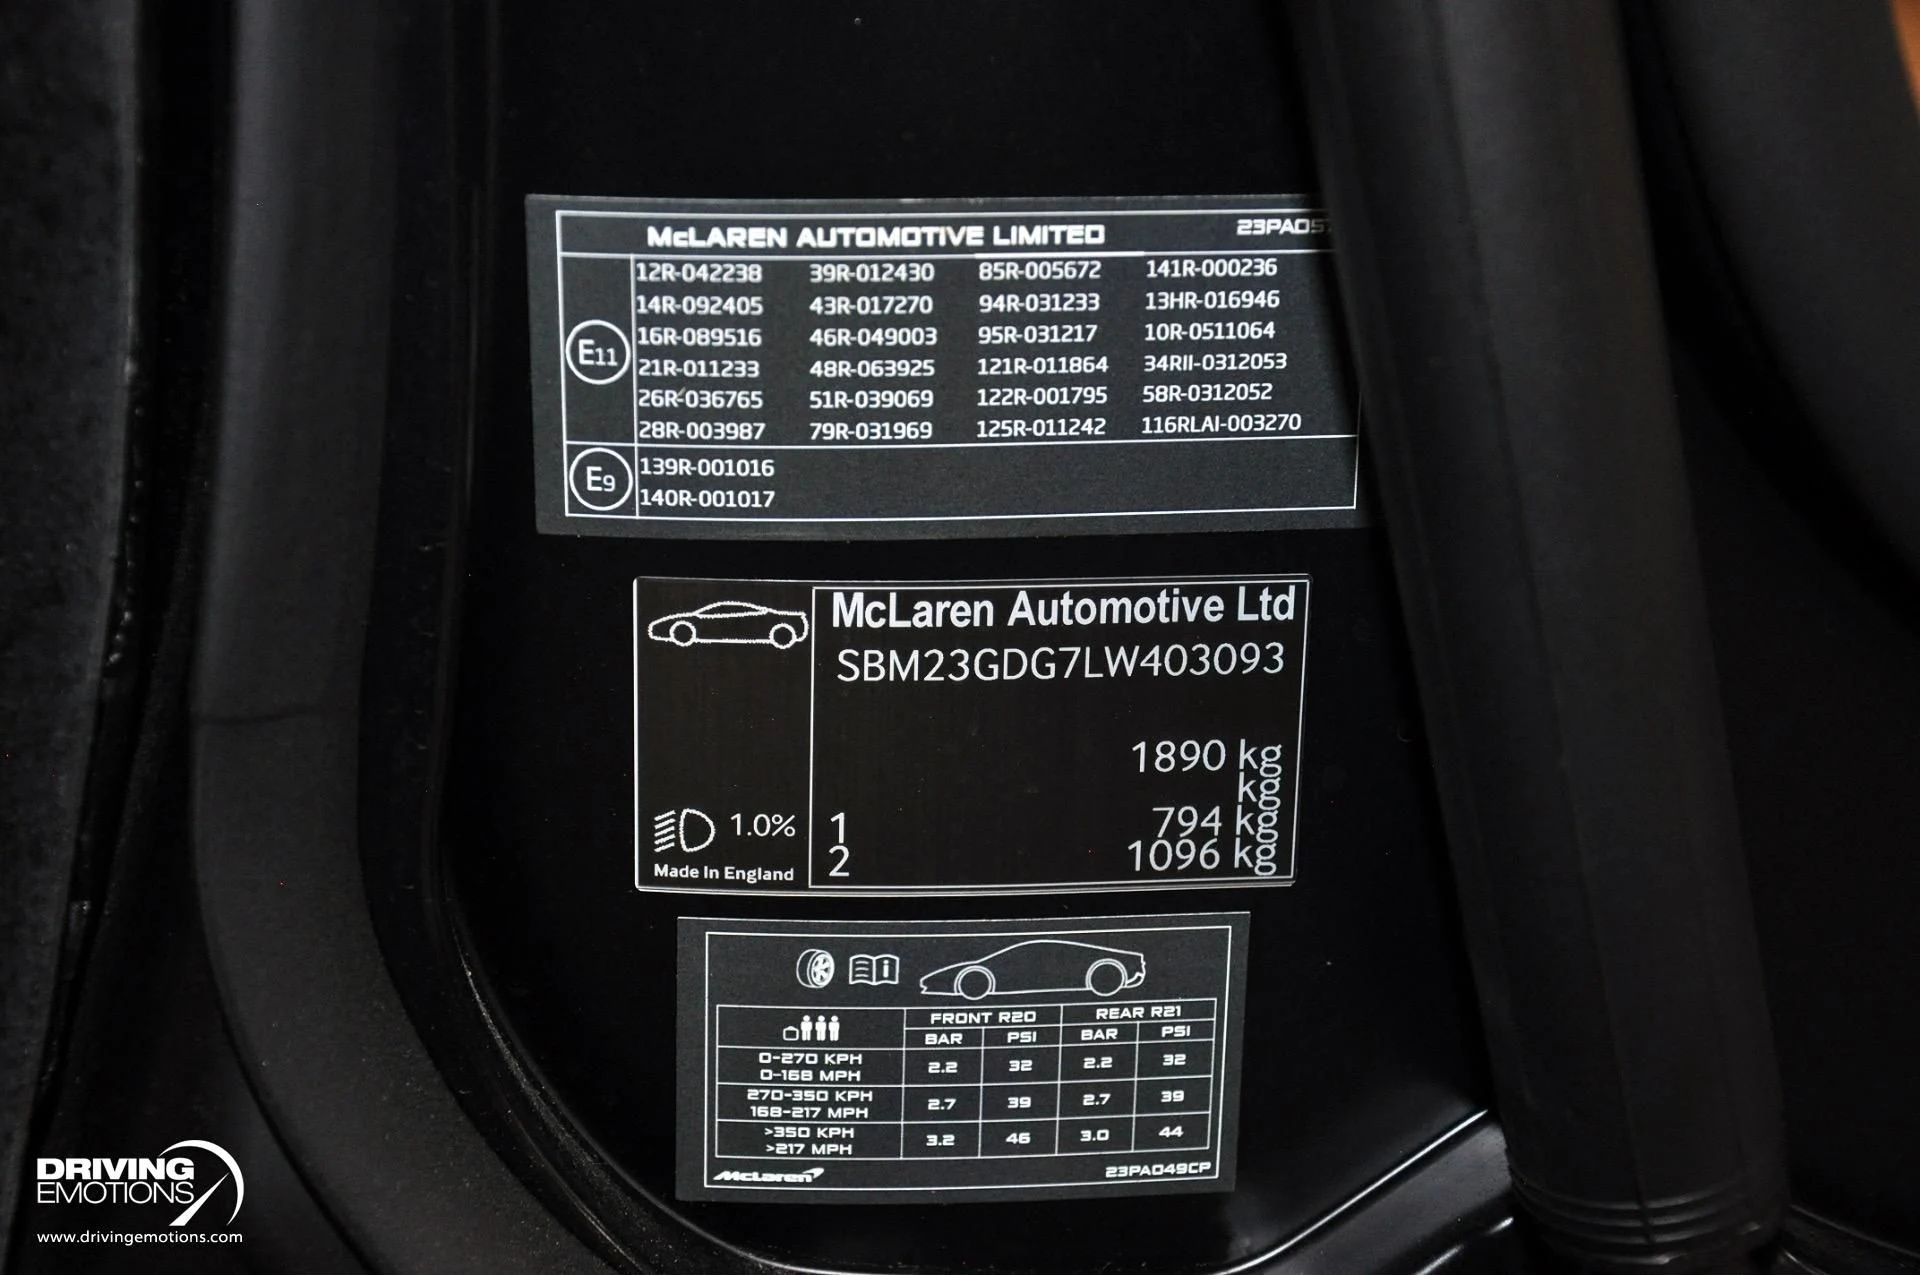 McLAREN AUTOMOTIVE LIMITED 23PA057
12R-042238 39R-012430 85R-005672 141R-000236
14R-092405 43R-017270 94R-031233 13HR-016946
16R-089516 46R-049003 95R-031217 10R-0511064
E11
21R-011233 48R-063925 121R-011864 34RII-0312053
26R-036765 51R-039069 122R-001795 58R-0312052
28R-003987 79R-031969 125R-011242 116RLAI-003270
E9
139R-001016
140R-001017
McLaren Automotive Ltd
SBM23GDG7LW403093
1890 kg
kg
1.0% 1 794 kg
2 1096 kg
Made In England
FRONT R20 REAR R21
BAR PSI BAR PSI
0-270 KPH
0-168 MPH
2.2 32 2.2 32
270-350 KPH
168-217 MPH
2.7 39 2.7 39
>350 KPH
>217 MPH
3.2 46 3.0 44
McLaren 23PA049CP
DRIVING
EMOTIONS
www.drivingemotions.com